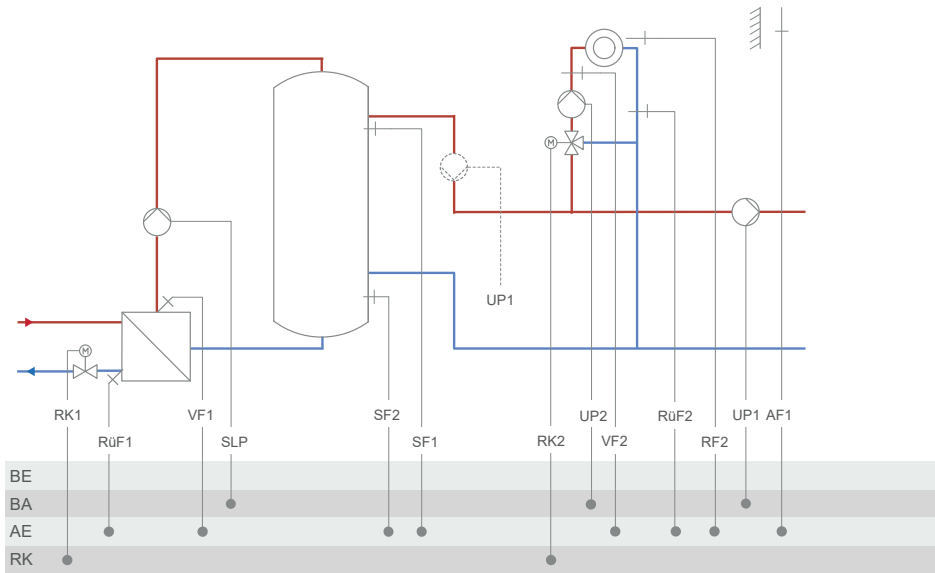 M
UP1
M
RK1
VF1
SF2
UP2
RüF2
UP1
AF1
RüF1
SLP
SF1
RK2
VF2
RF2
BE
BA
AE
RK